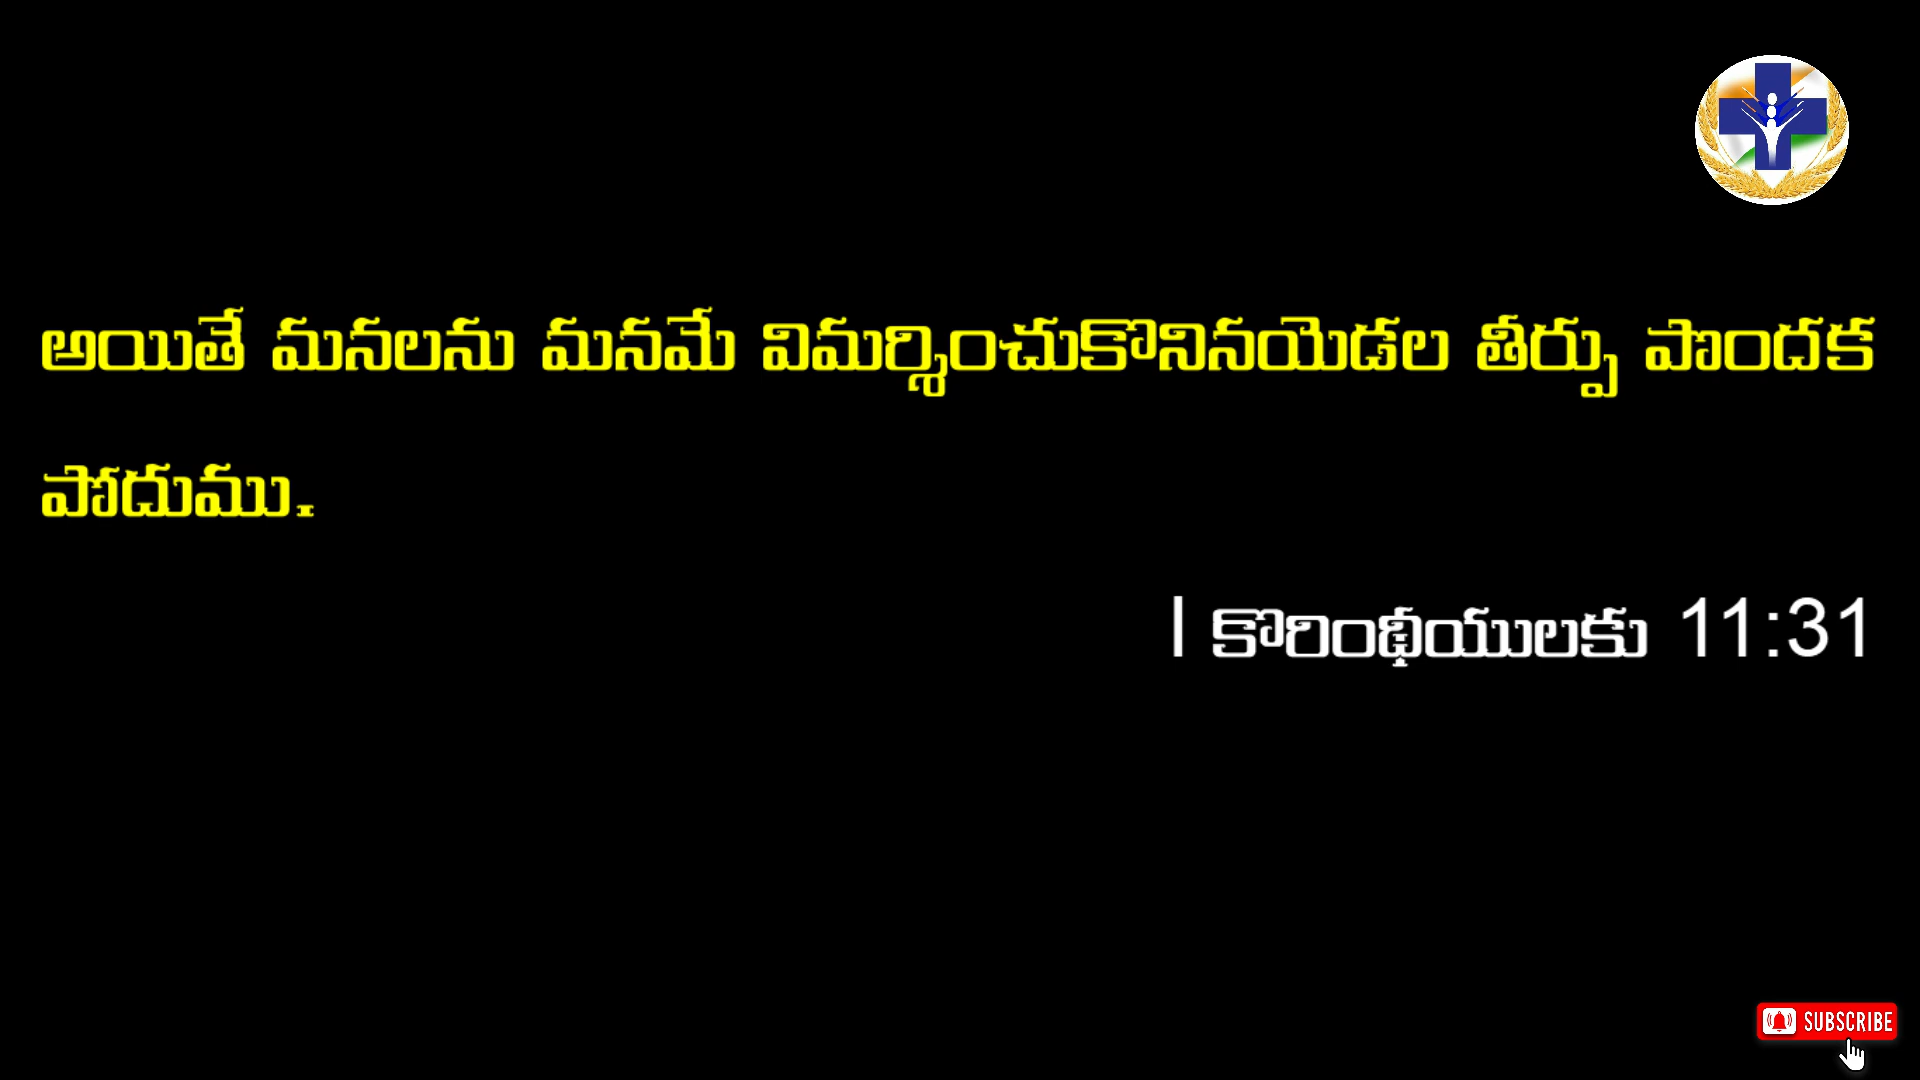 అయితే మనలను మనమే విమర్శించుకొనినయెడల తీర్పు పొందక
పోదుము.
I కొరింథీయులకు 11:31
SUBSCRIBE